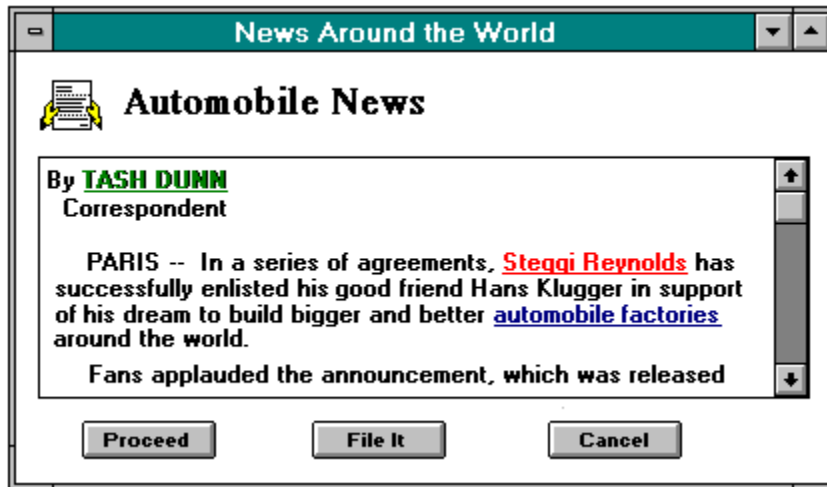 News Around the World
Automobile News
By TASH DUNN
Correspondent
PARIS -- In a series of agreements, Steggi Reynolds has
successfully enlisted his good friend Hans Klugger in support
of his dream to build bigger and better automobile factories
around the world.
Fans applauded the announcement, which was released
Proceed
File It
Cancel